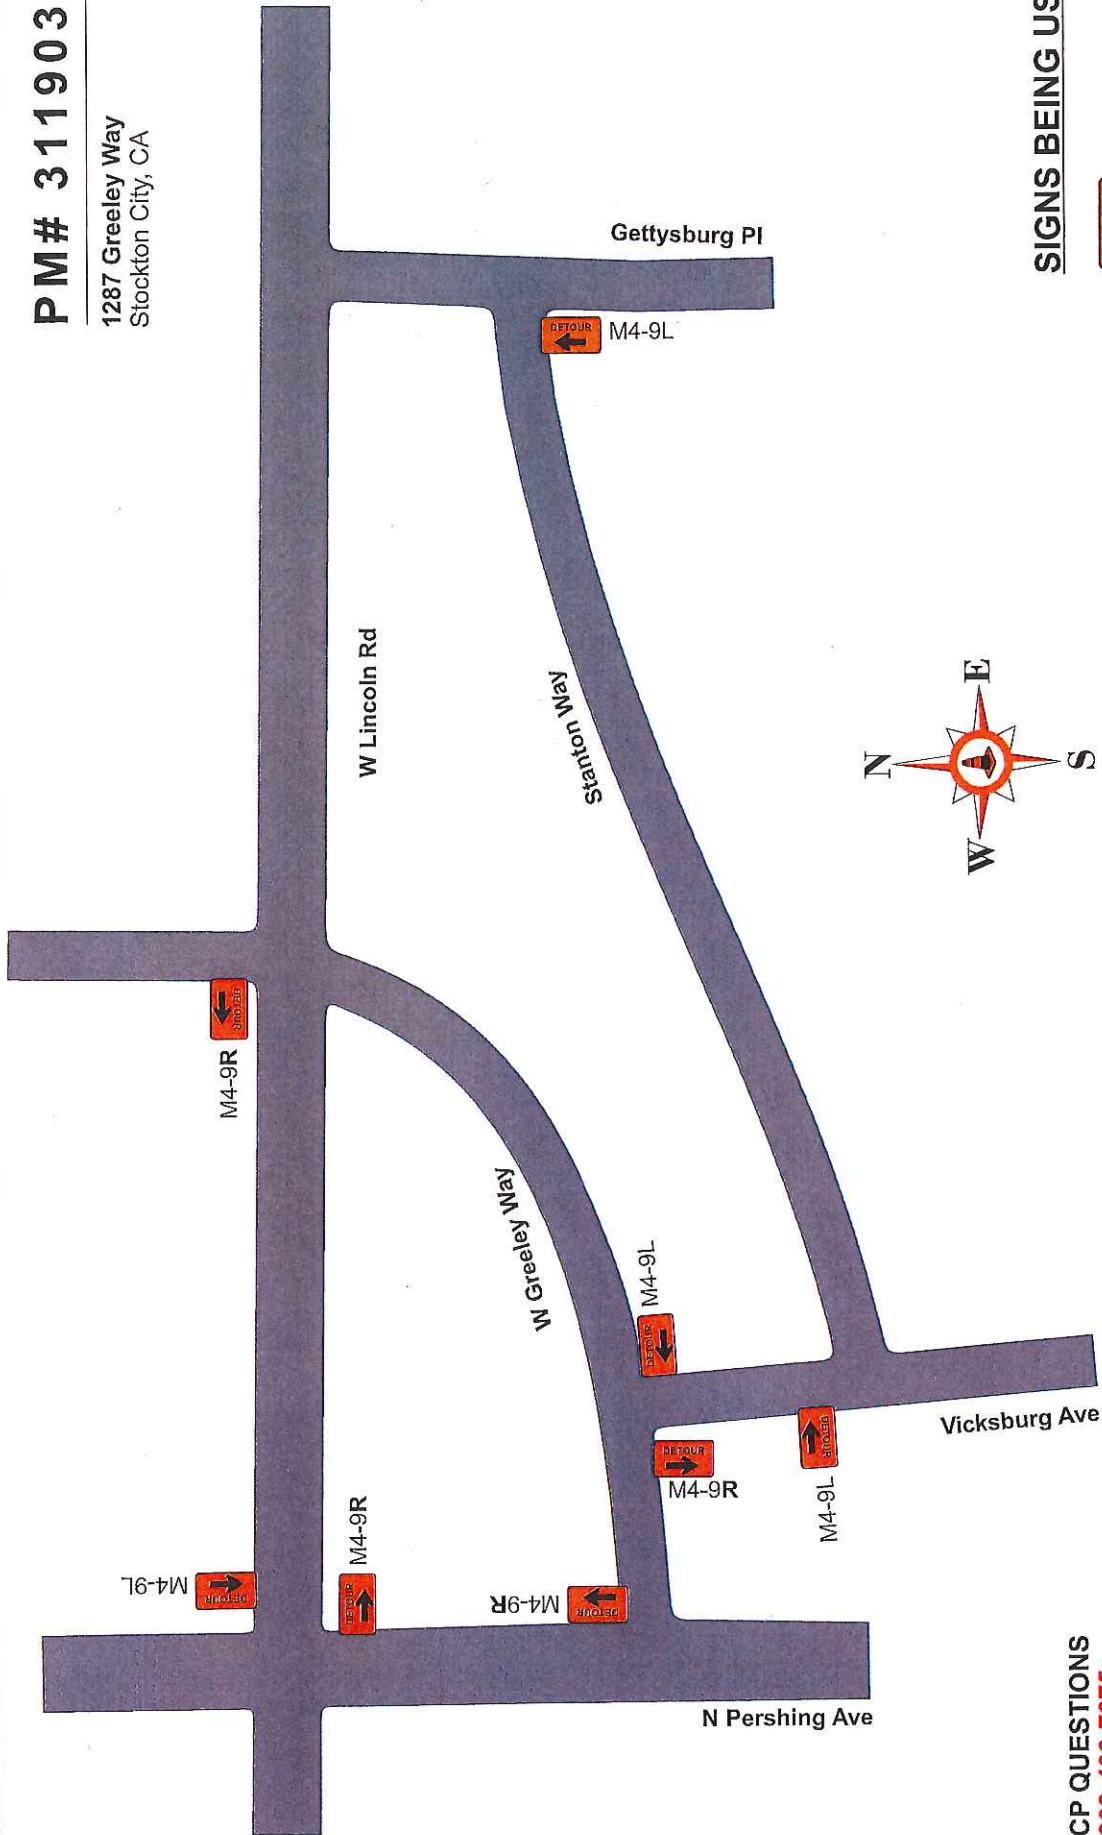 PM# 311903
1287 Greeley Way
Stockton City, CA
Gettysburg Pl
DETOUR
M4-9L
W Lincoln Rd
Stanton Way
DETOUR
M4-9R
W Greeley Way
DETOUR
M4-9L
DETOUR
M4-9R
DETOUR
M4-9L
Vicksburg Ave
DETOUR
M4-9L
DETOUR
M4-9R
DETOUR
M4-9R
N Pershing Ave
N
W
E
S
SIGNS BEING
CP QUESTIONS